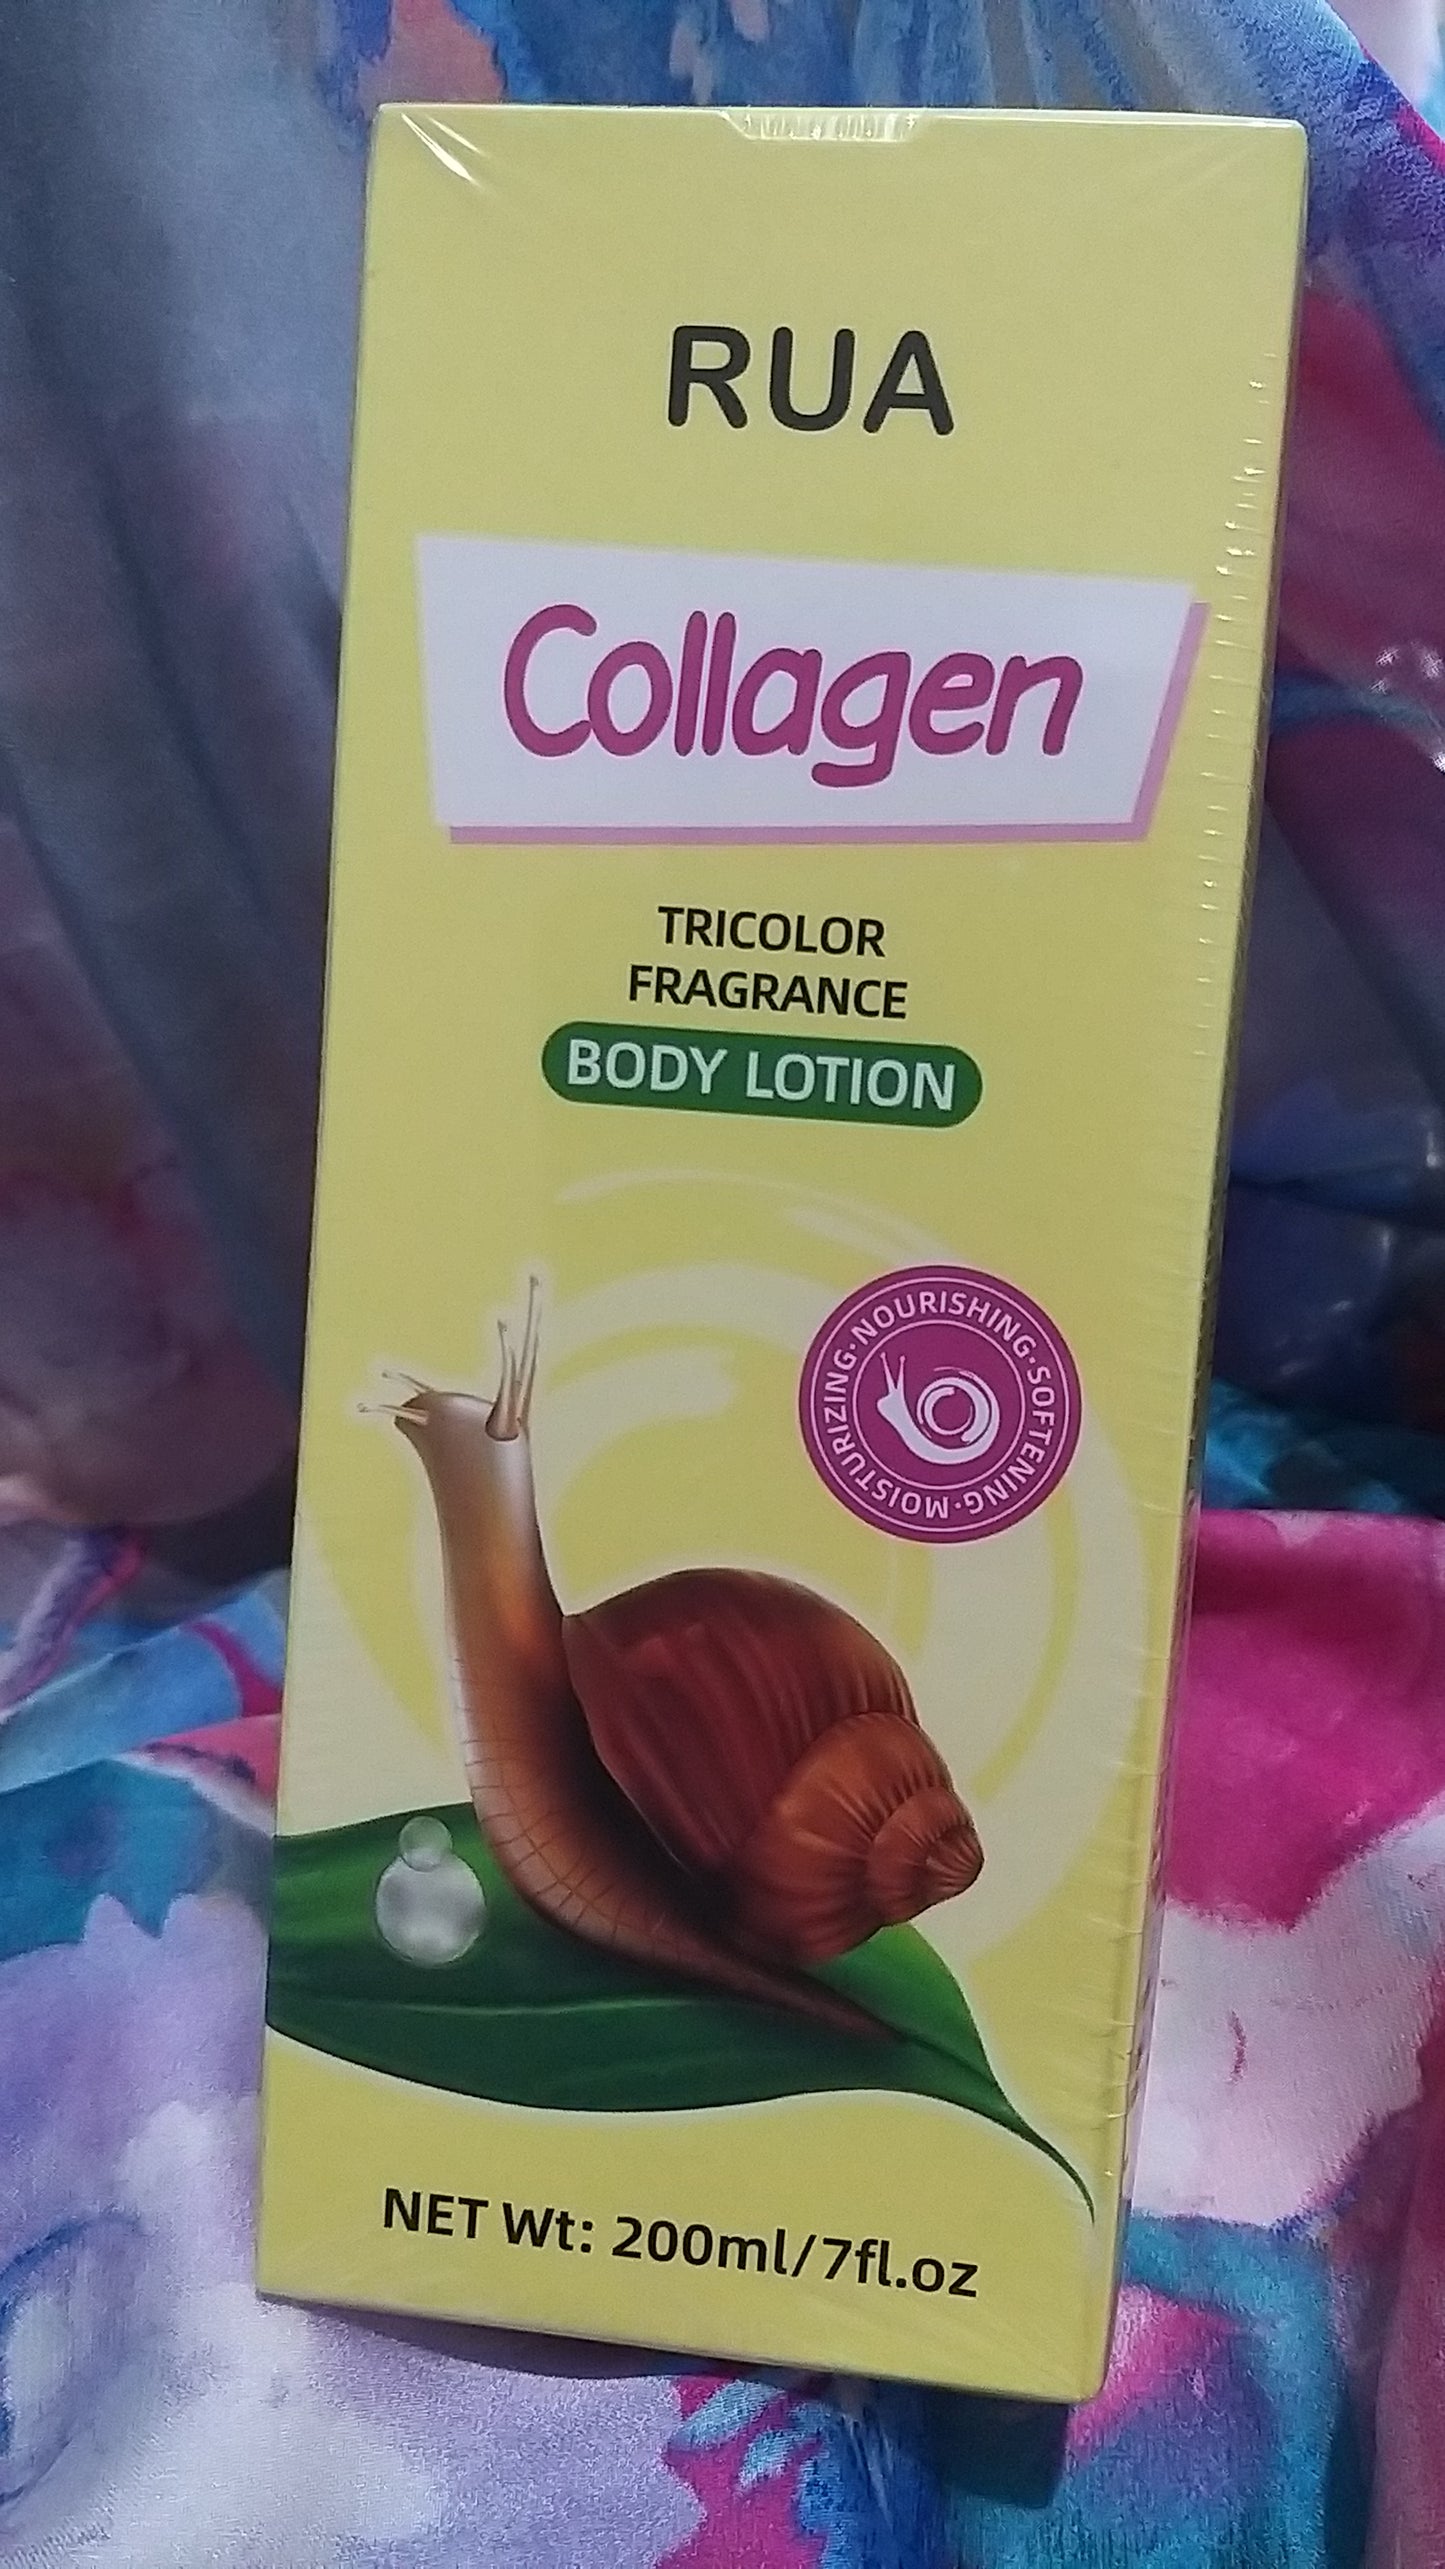 RUA
Collagen
TRICOLOR
FRAGRANCE
BODY LOTION
MOISTURIZING·NOURISHING·SOFTENING·
NET Wt: 200ml/7fl.oz